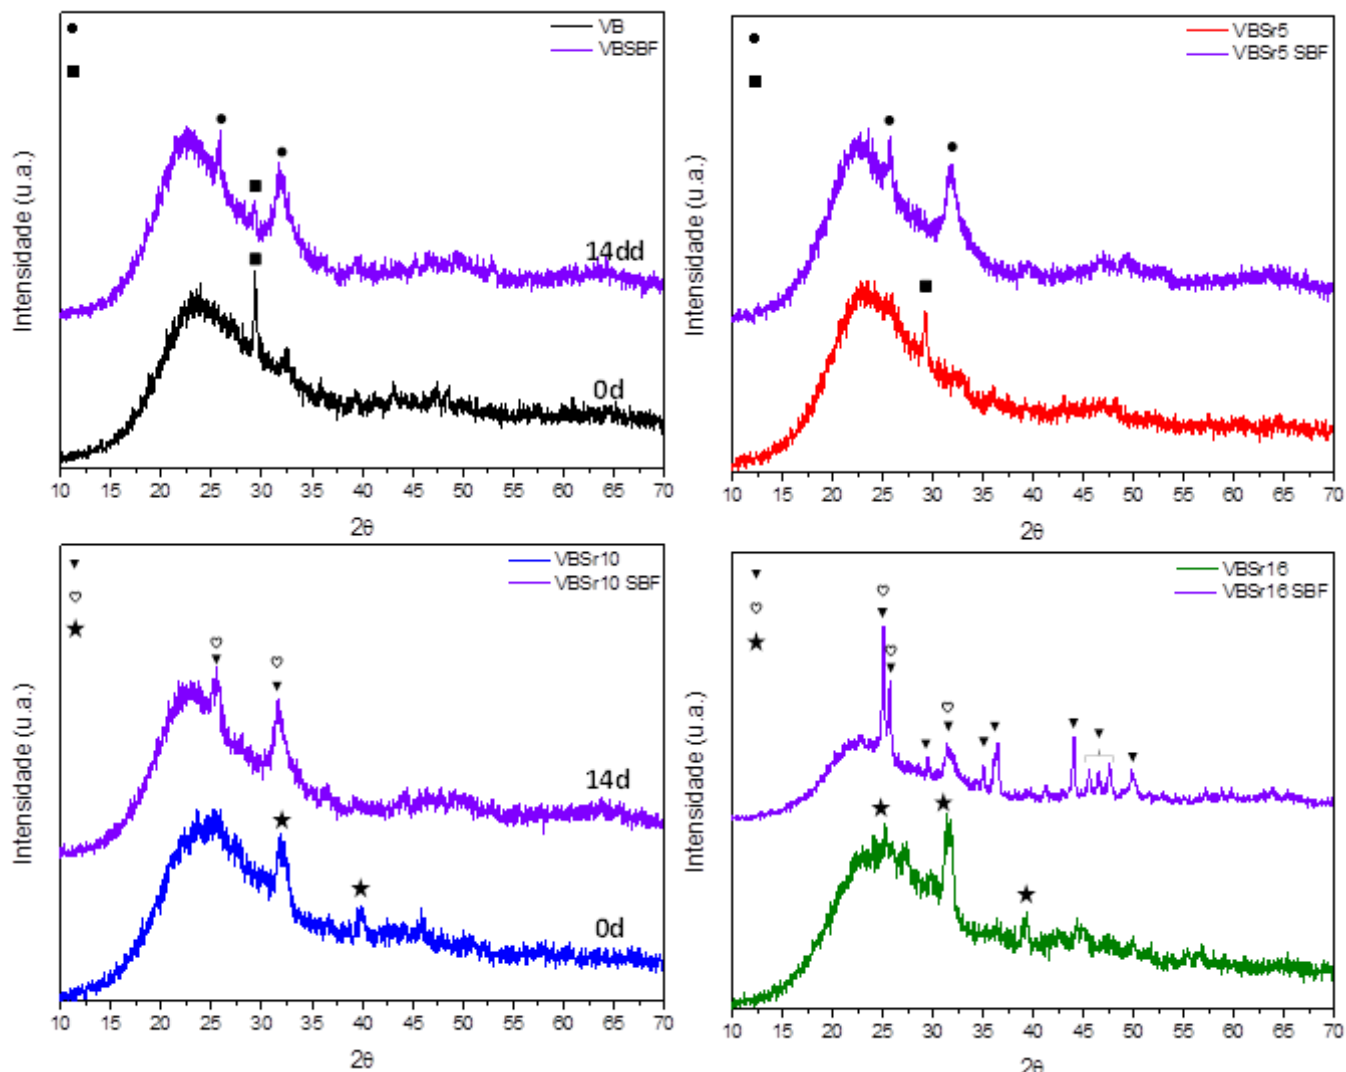 VB
VBSBF
Intensidade (u.a.)
14dd
0d
10 15 20 25 30 35 40 45 50 55 60 65 70
2θ
VBSr5
VBSr5 SBF
Intensidade (u.a.)
10 15 20 25 30 35 40 45 50 55 60 65 70
2θ
VBSr10
VBSr10 SBF
Intensidade (u.a.)
14d
0d
10 15 20 25 30 35 40 45 50 55 60 65 70
2θ
VBSr16
VBSr16 SBF
Intensidade (u.a.)
10 15 20 25 30 35 40 45 50 55 60 65 70
2θ